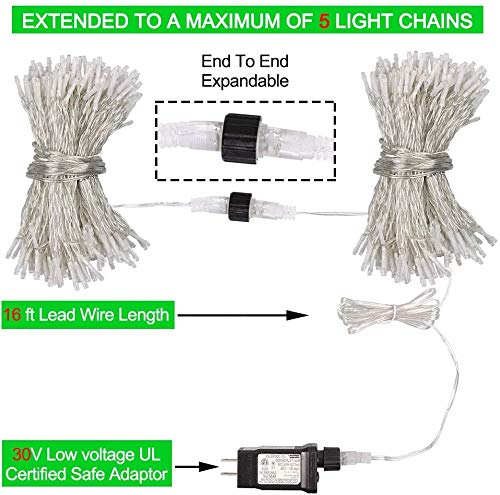 EXTENDED TO A MAXIMUM OF 5 LIGHT CHAINS
End To End
Expandable
16 ft Lead Wire Length
30V Low voltage UL
Certified Safe Adaptor